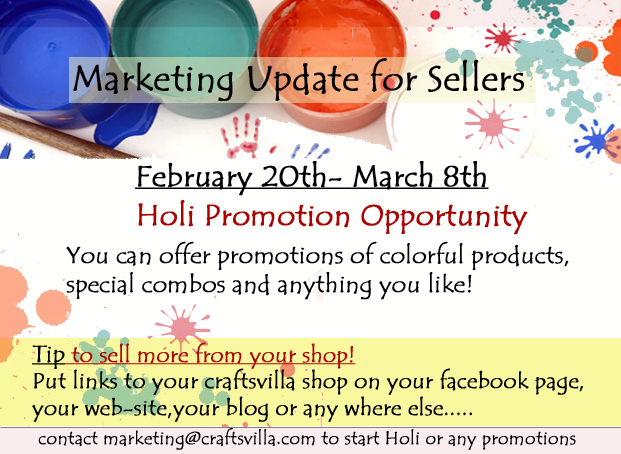 Marketing Update for Sellers
February 20th- March 8th
Holi Promotion Opportunity
You can offer promotions of colorful products,
special combos and anything you like!
Tip to sell more from your shop!
Put links to your craftsvilla shop on your facebook page,
your web-site,your blog or any where else.....
contact marketing@craftsvilla.com to start Holi or any promotions